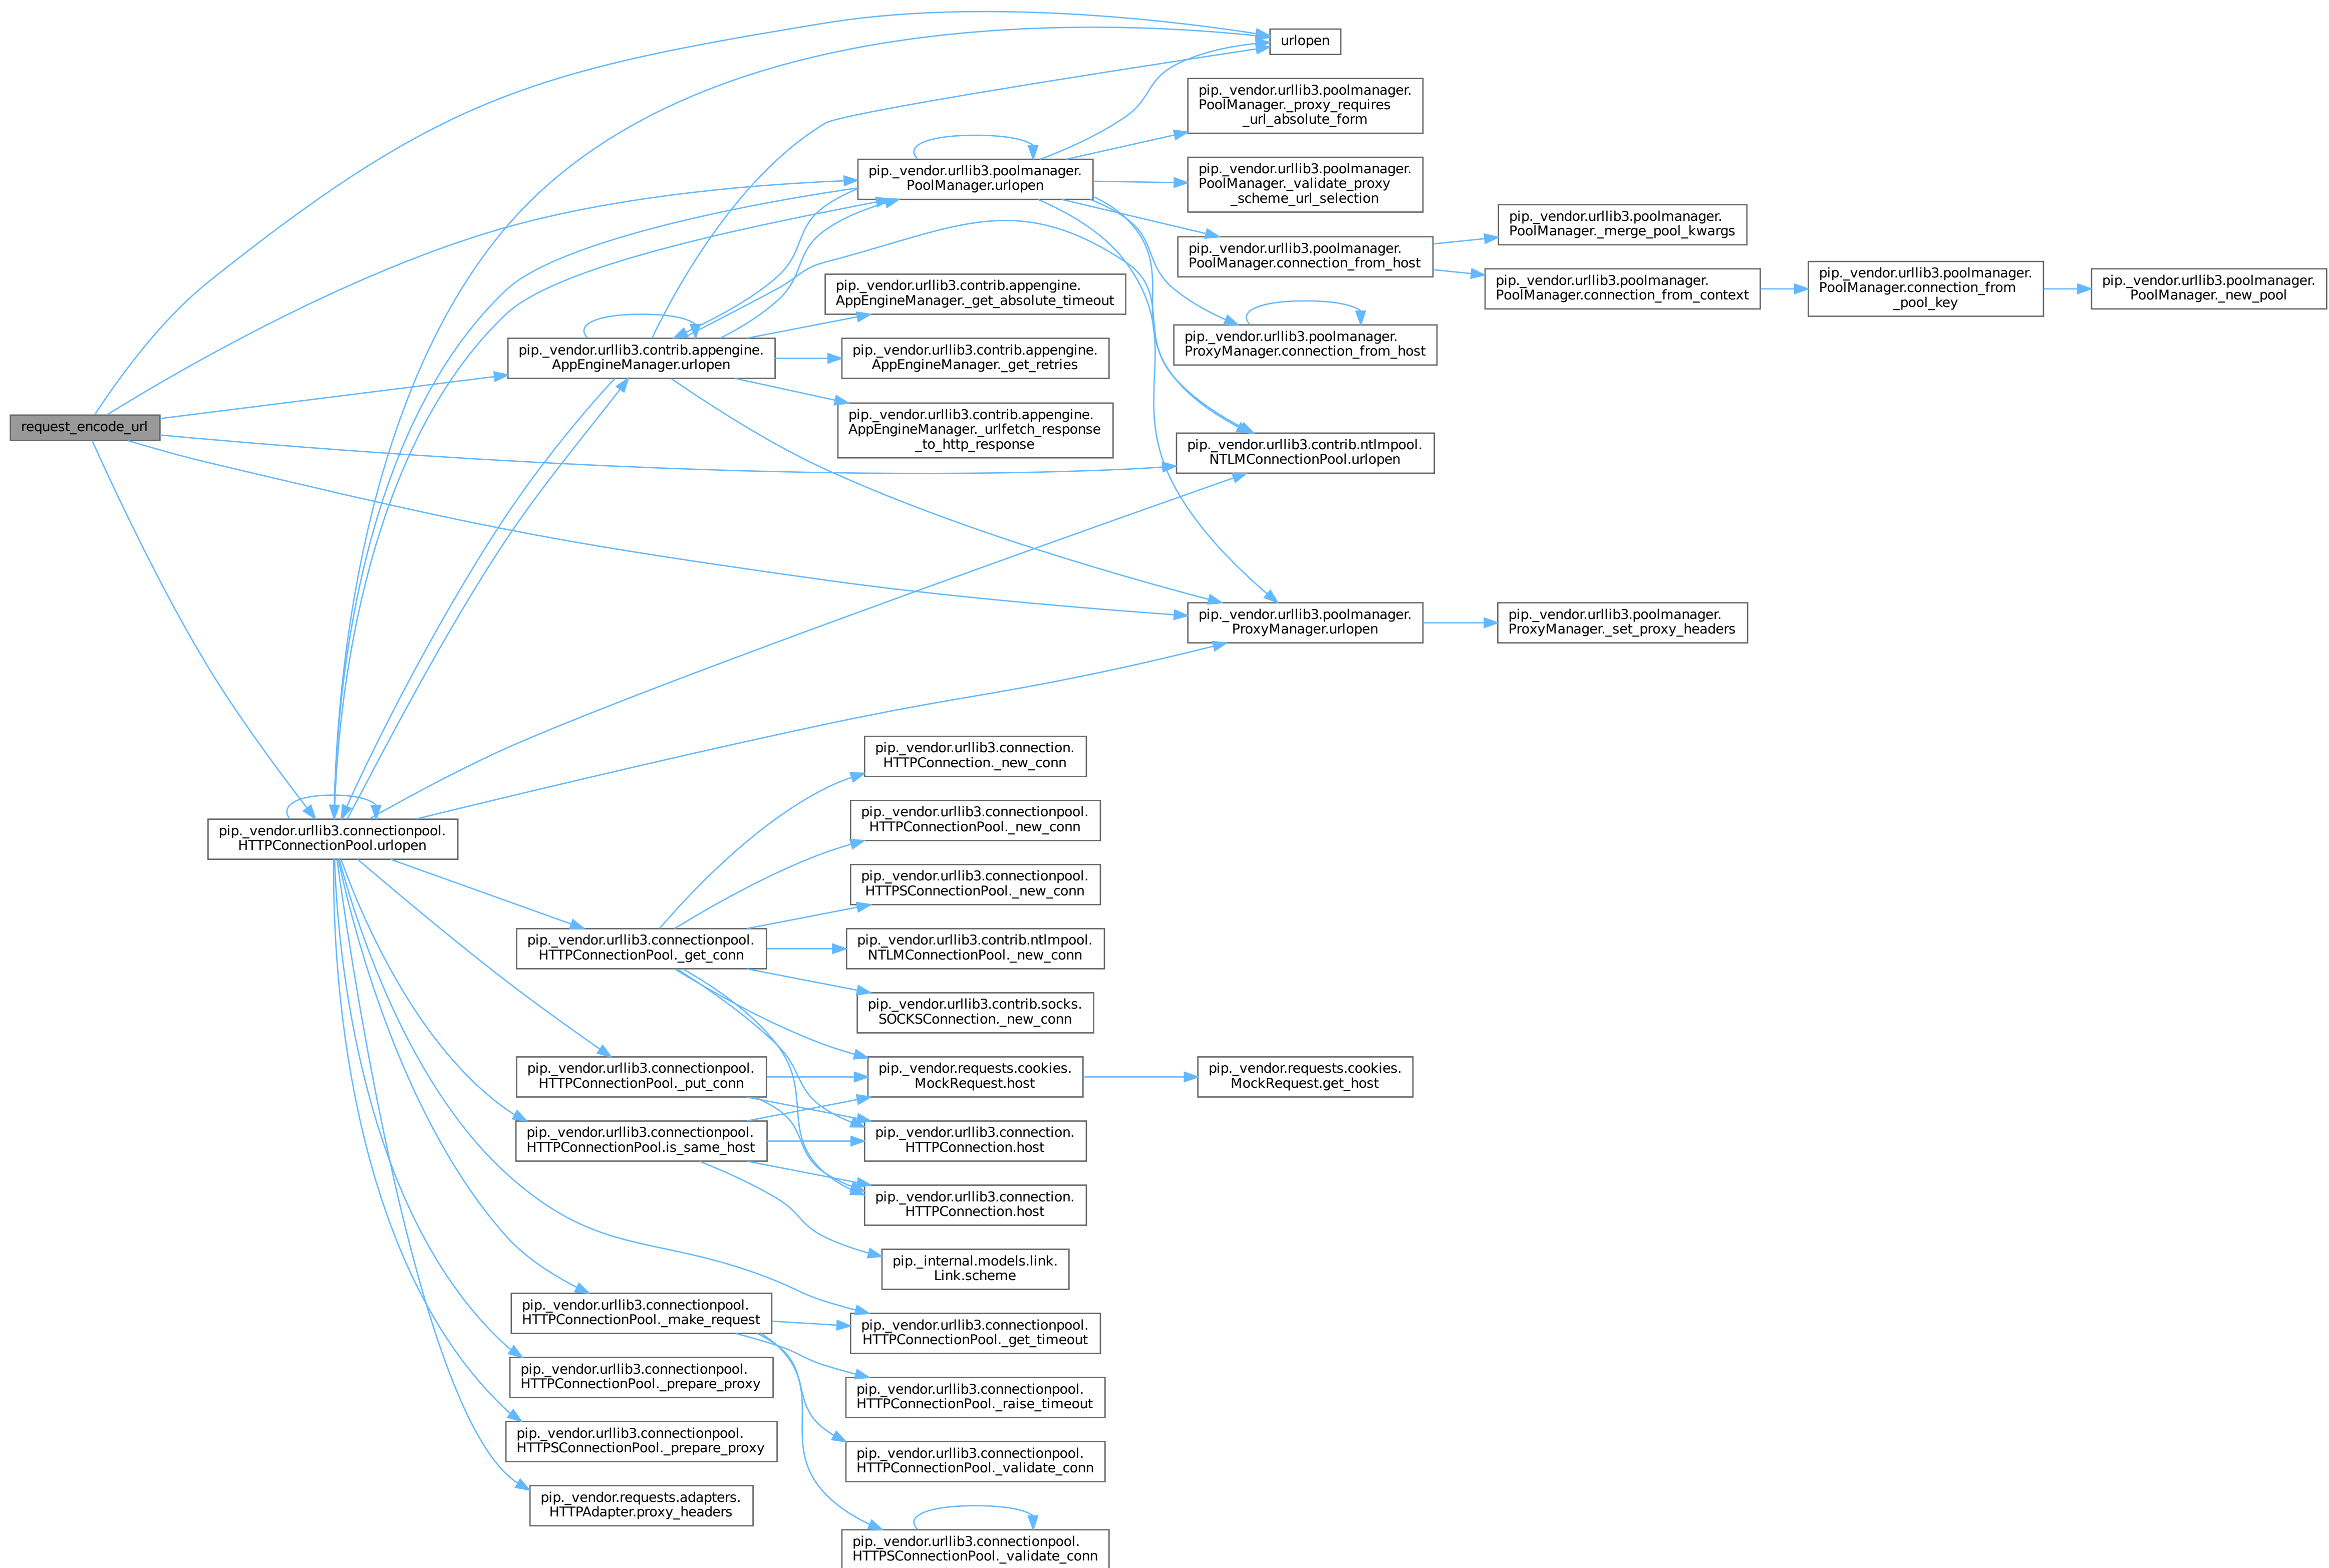 urlopen
pip._vendor.urllib3.poolmanager.
PoolManager._proxy_requires
_url_absolute_form
pip._vendor.urllib3.poolmanager.
PoolManager.urlopen
pip._vendor.urllib3.poolmanager.
PoolManager._validate_proxy
_scheme_url_selection
pip._vendor.urllib3.poolmanager.
PoolManager._merge_pool_kwargs
pip._vendor.urllib3.poolmanager.
PoolManager.connection_from_host
pip._vendor.urllib3.poolmanager.
PoolManager.connection_from_context
pip._vendor.urllib3.poolmanager.
PoolManager.connection_from
_pool_key
pip._vendor.urllib3.poolmanager.
PoolManager._new_pool
pip._vendor.urllib3.contrib.appengine.
AppEngineManager._get_absolute_timeout
pip._vendor.urllib3.poolmanager.
ProxyManager.connection_from_host
pip._vendor.urllib3.contrib.appengine.
AppEngineManager.urlopen
pip._vendor.urllib3.contrib.appengine.
AppEngineManager._get_retries
request_encode_url
pip._vendor.urllib3.contrib.appengine.
AppEngineManager._urlfetch_response
_to_http_response
pip._vendor.urllib3.contrib.ntlmpool.
NTLMConnectionPool.urlopen
pip._vendor.urllib3.poolmanager.
ProxyManager.urlopen
pip._vendor.urllib3.poolmanager.
ProxyManager._set_proxy_headers
pip._vendor.urllib3.connection.
HTTPConnection._new_conn
pip._vendor.urllib3.connectionpool.
HTTPConnectionPool._new_conn
pip._vendor.urllib3.connectionpool.
HTTPConnectionPool.urlopen
pip._vendor.urllib3.connectionpool.
HTTPSConnectionPool._new_conn
pip._vendor.urllib3.connectionpool.
HTTPConnectionPool._get_conn
pip._vendor.urllib3.contrib.ntlmpool.
NTLMConnectionPool._new_conn
pip._vendor.urllib3.contrib.socks.
SOCKSConnection._new_conn
pip._vendor.urllib3.connectionpool.
HTTPConnectionPool._put_conn
pip._vendor.requests.cookies.
MockRequest.host
pip._vendor.requests.cookies.
MockRequest.get_host
pip._vendor.urllib3.connectionpool.
HTTPConnectionPool.is_same_host
pip._vendor.urllib3.connection.
HTTPConnection.host
pip._vendor.urllib3.connection.
HTTPConnection.host
pip._internal.models.link.
Link.scheme
pip._vendor.urllib3.connectionpool.
HTTPConnectionPool._make_request
pip._vendor.urllib3.connectionpool.
HTTPConnectionPool._get_timeout
pip._vendor.urllib3.connectionpool.
HTTPConnectionPool._prepare_proxy
pip._vendor.urllib3.connectionpool.
HTTPConnectionPool._raise_timeout
pip._vendor.urllib3.connectionpool.
HTTPSConnectionPool._prepare_proxy
pip._vendor.urllib3.connectionpool.
HTTPConnectionPool._validate_conn
pip._vendor.requests.adapters.
HTTPAdapter.proxy_headers
pip._vendor.urllib3.connectionpool.
HTTPSConnectionPool._validate_conn